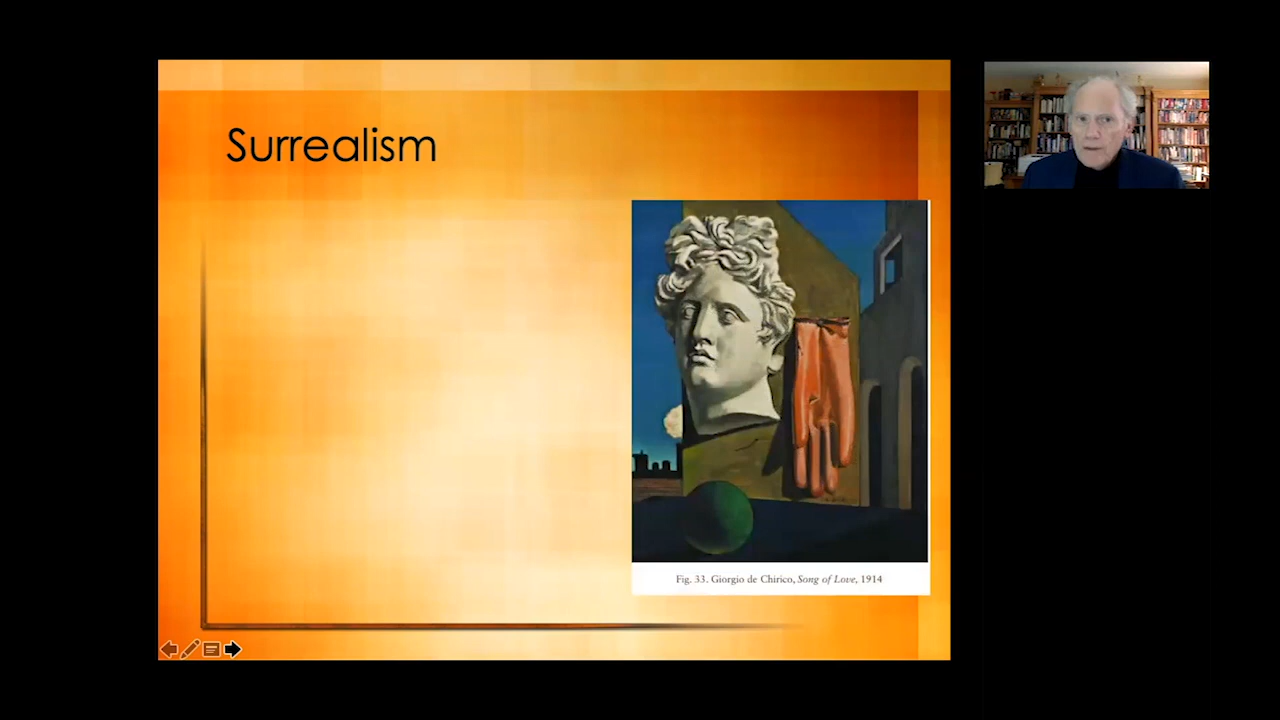 Surrealism
Fig. 33. Giorgio de Chirico, Song of Love, 1914